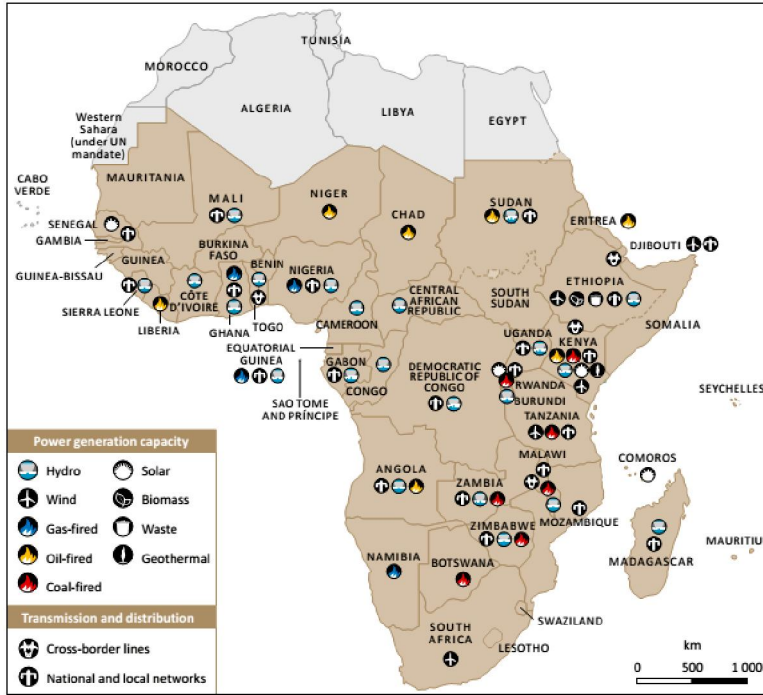 TUNISIA
MOROCCO
ALGERIA
LIBYA
EGYPT
Western
Sahara
(under UN
mandate)
MAURITANIA
CABO
VERDE
MALI
NIGER
CHAD
SUDAN
ERITREA
SENEGAL
GAMBIA
DJIBOUTI
GUINEA-BISSAU
GUINEA
BURKINA
FASO
BENIN
NIGERIA
ETHIOPIA
SIERRA LEONE
CÔTE
D'IVOIRE
CENTRAL
AFRICAN
REPUBLIC
SOUTH
SUDAN
SOMALIA
LIBERIA
GHANA
TOGO
CAMEROON
EQUATORIAL
GUINEA
UGANDA
KENYA
GABON
CONGO
DEMOCRATIC
REPUBLIC OF
CONGO
RWANDA
BURUNDI
SAO TOME
AND PRÍNCIPE
SEYCHELLES
TANZANIA
COMOROS
MALAWI
ANGOLA
ZAMBIA
MOZAMBIQUE
ZIMBABWE
MADAGASCAR
MAURITIU
NAMIBIA
BOTSWANA
SWAZILAND
SOUTH
AFRICA
LESOTHO
Power generation capacity
Hydro
Solar
Wind
Biomass
Gas-fired
Waste
Oil-fired
Geothermal
Coal-fired
Transmission and distribution
Cross-border lines
National and local networks
km
0 500 1 000